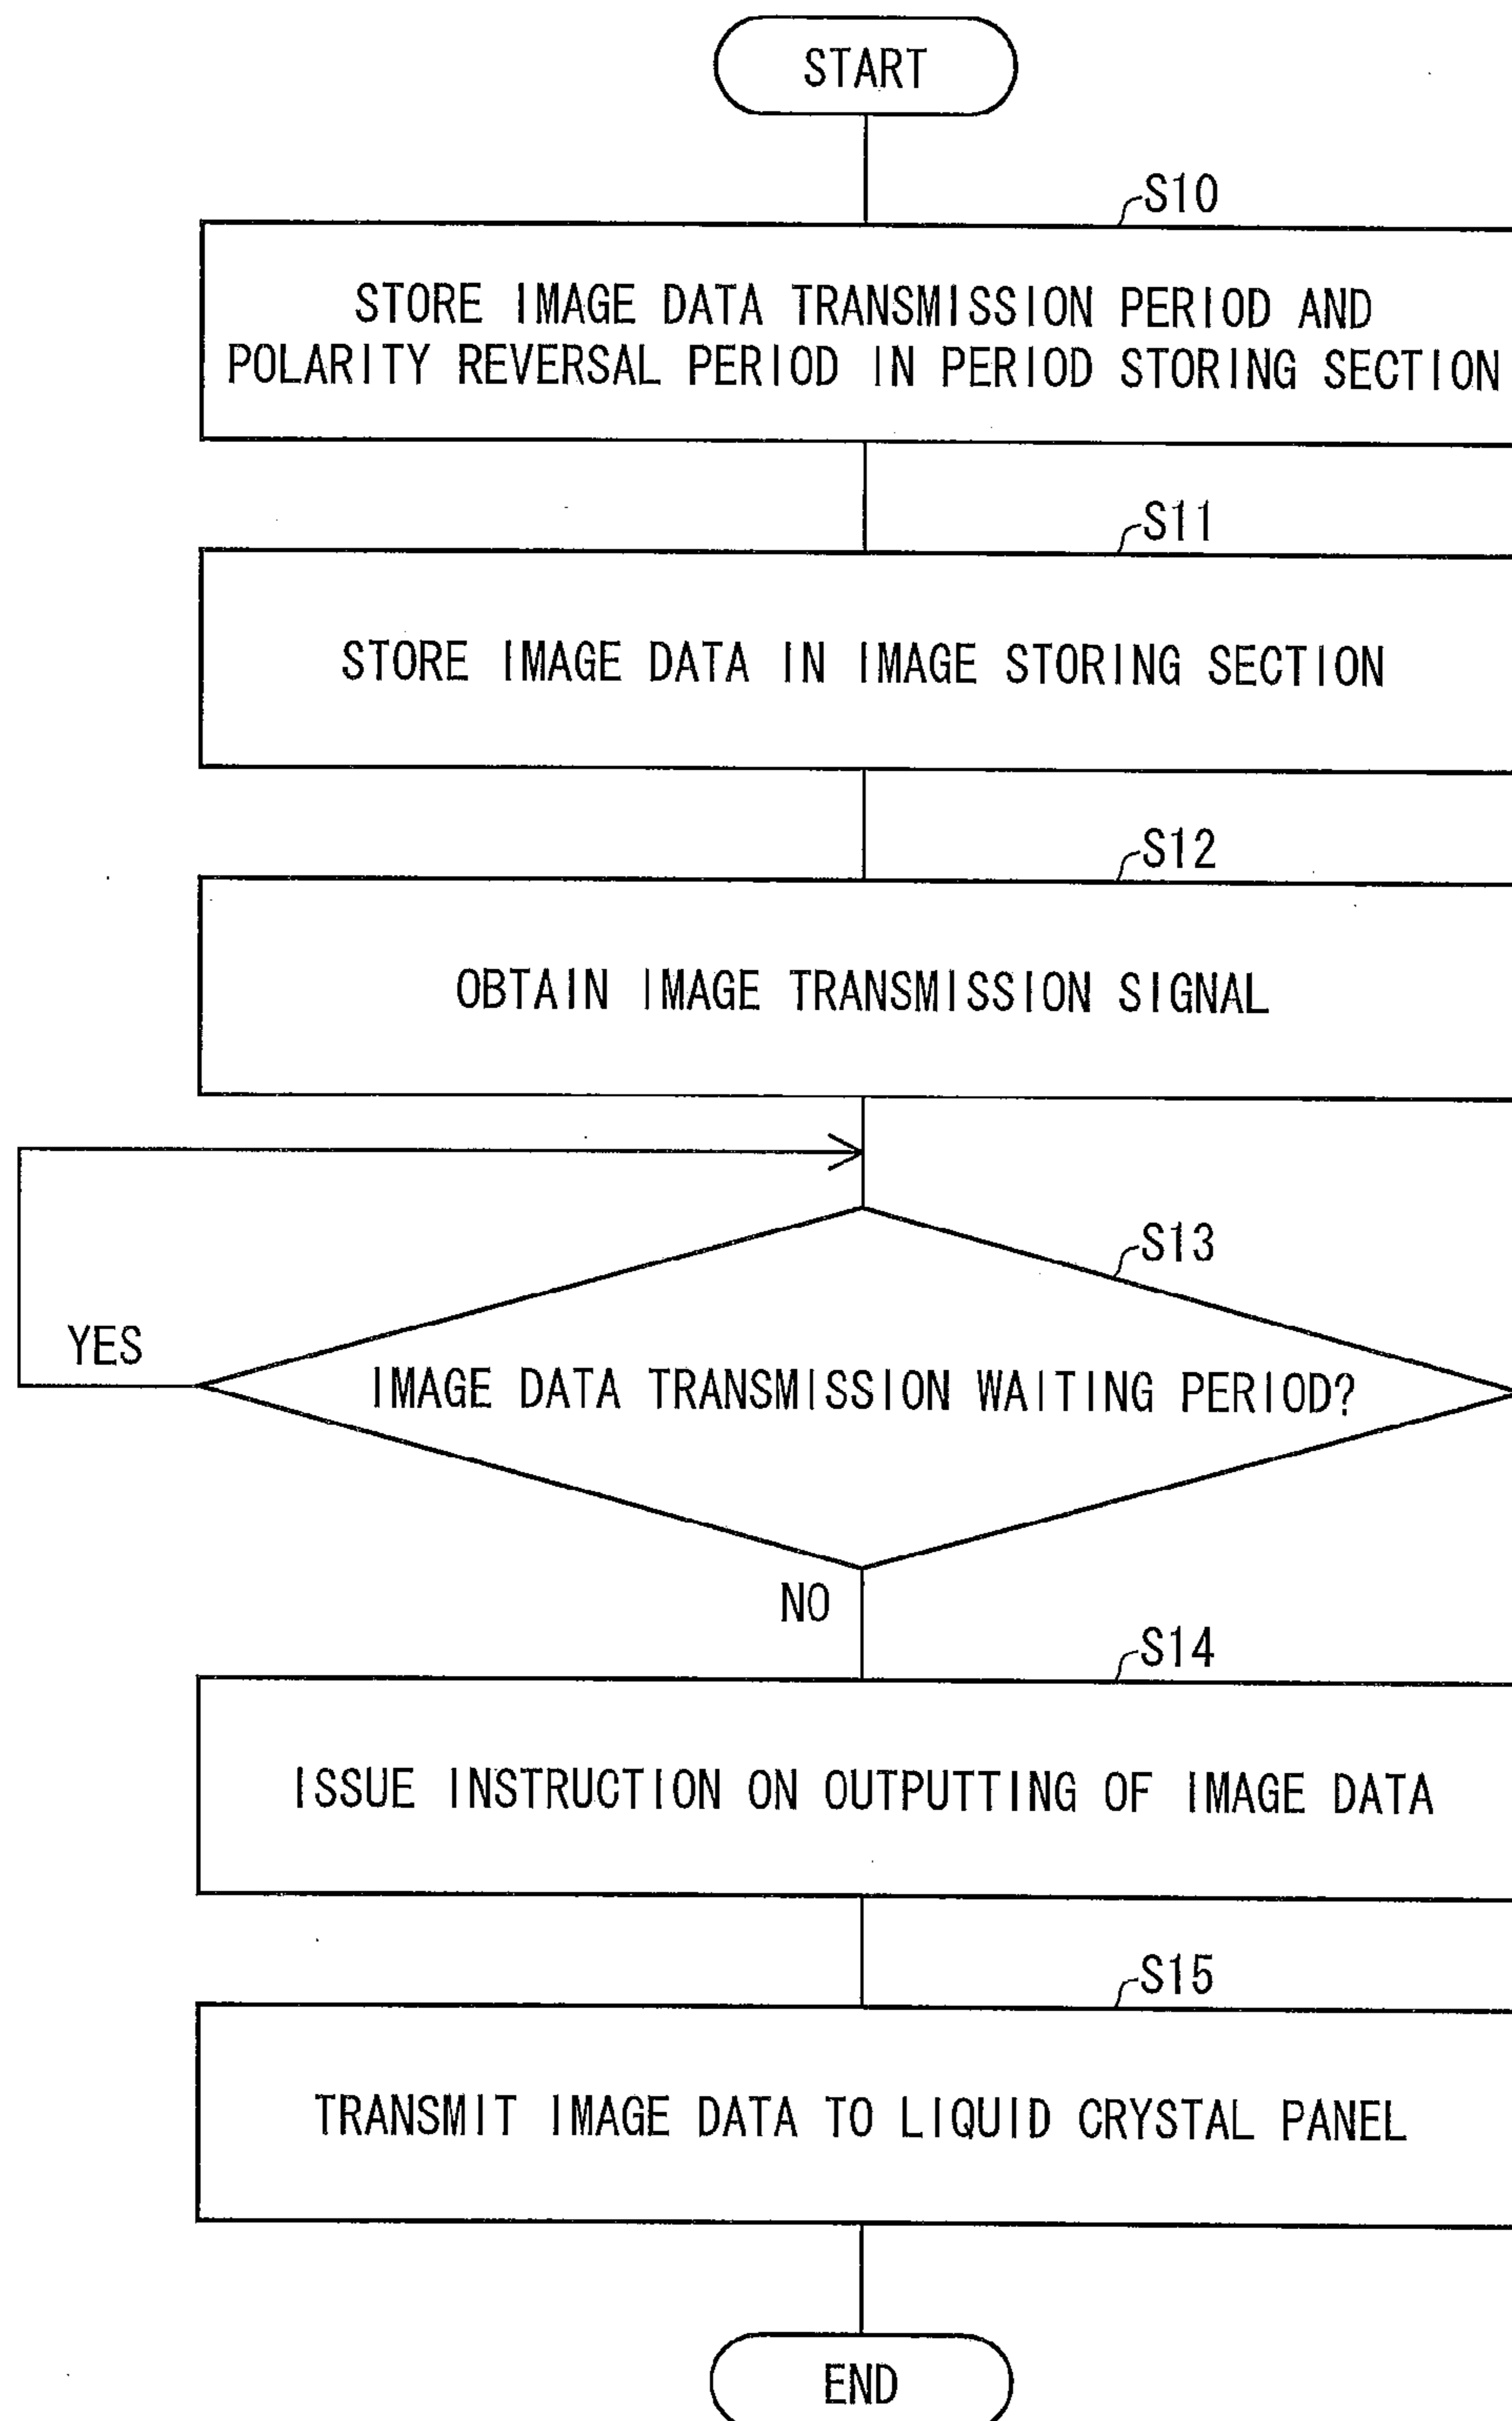 START
S10
STORE IMAGE DATA TRANSMISSION PERIOD AND
POLARITY REVERSAL PERIOD IN PERIOD STORING SECTION
S11
STORE IMAGE DATA IN IMAGE STORING SECTION
S12
OBTAIN IMAGE TRANSMISSION SIGNAL
S13
YES
IMAGE DATA TRANSMISSION WAITING PERIOD?
NO
S14
ISSUE INSTRUCTION ON OUTPUTTING OF IMAGE DATA
S15
TRANSMIT IMAGE DATA TO LIQUID CRYSTAL PANEL
END